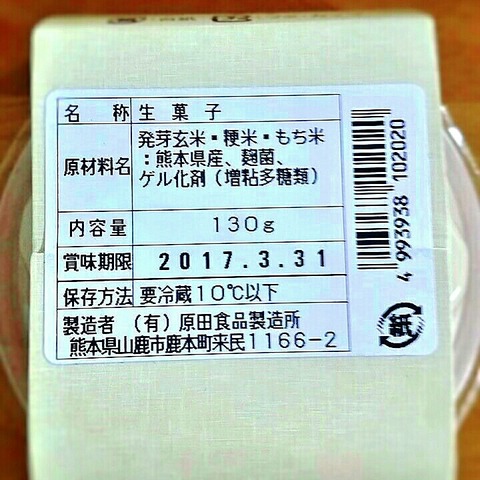 名 称 生菓子
原材料名 発芽玄米・粳米・もち米
：熊本県産、麹菌、
ゲル化剤（増粘多糖類）
内容量 130g
賞味期限 2017.3.31
保存方法 要冷蔵10℃以下
製造者 （有）原田食品製造所
熊本県山鹿市鹿本町来民1166-2
4 993938 102020
紙